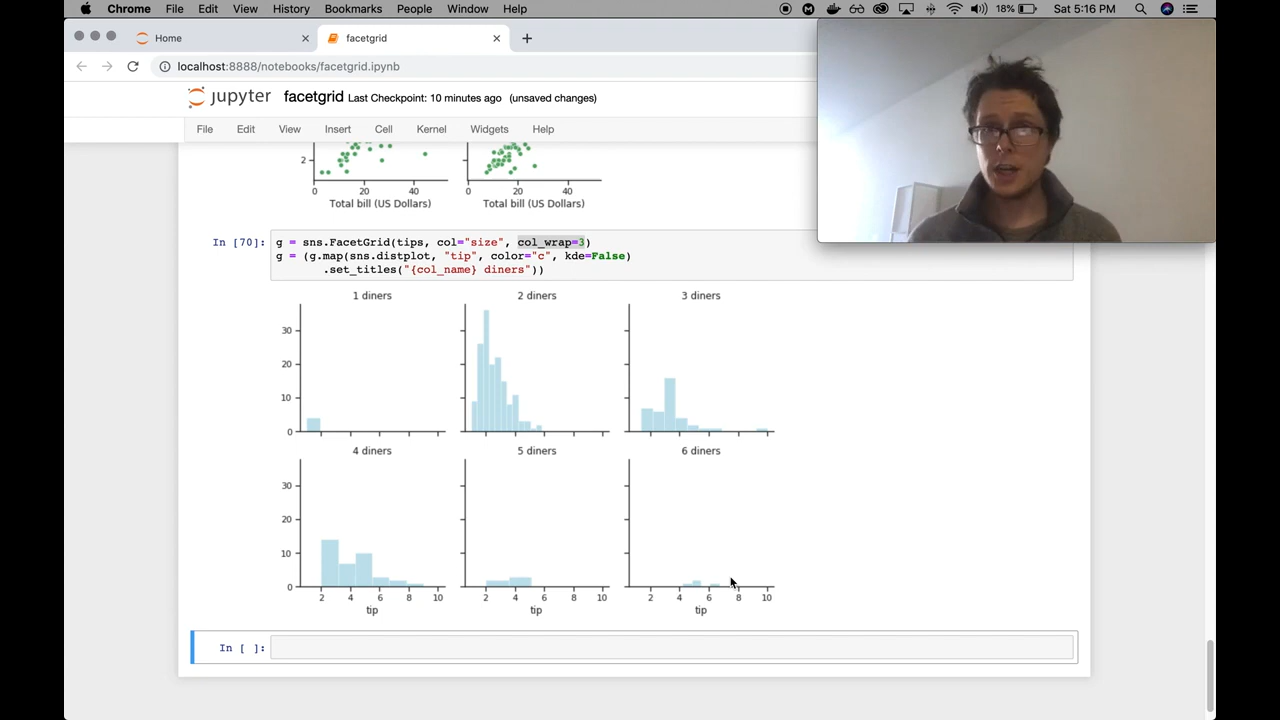 Chrome File Edit View History Bookmarks People Window Help 18% Sat 5:16 PM
Home facetgrid
localhost:8888/notebooks/facetgrid.ipynb
jupyter facetgrid Last Checkpoint: 10 minutes ago (unsaved changes)
File Edit View Insert Cell Kernel Widgets Help
2
0 20 40 0 20 40
Total bill (US Dollars) Total bill (US Dollars)
In [70]: g = sns.FacetGrid(tips, col="size", col_wrap=3)
g = (g.map(sns.distplot, "tip", color="c", kde=False)
.set_titles("{col_name} diners"))
1 diners 2 diners 3 diners
30
20
10
0
4 diners 5 diners 6 diners
30
20
10
0
2 4 6 8 10 2 4 6 8 10 2 4 6 8 10
tip tip tip
In [ ]: